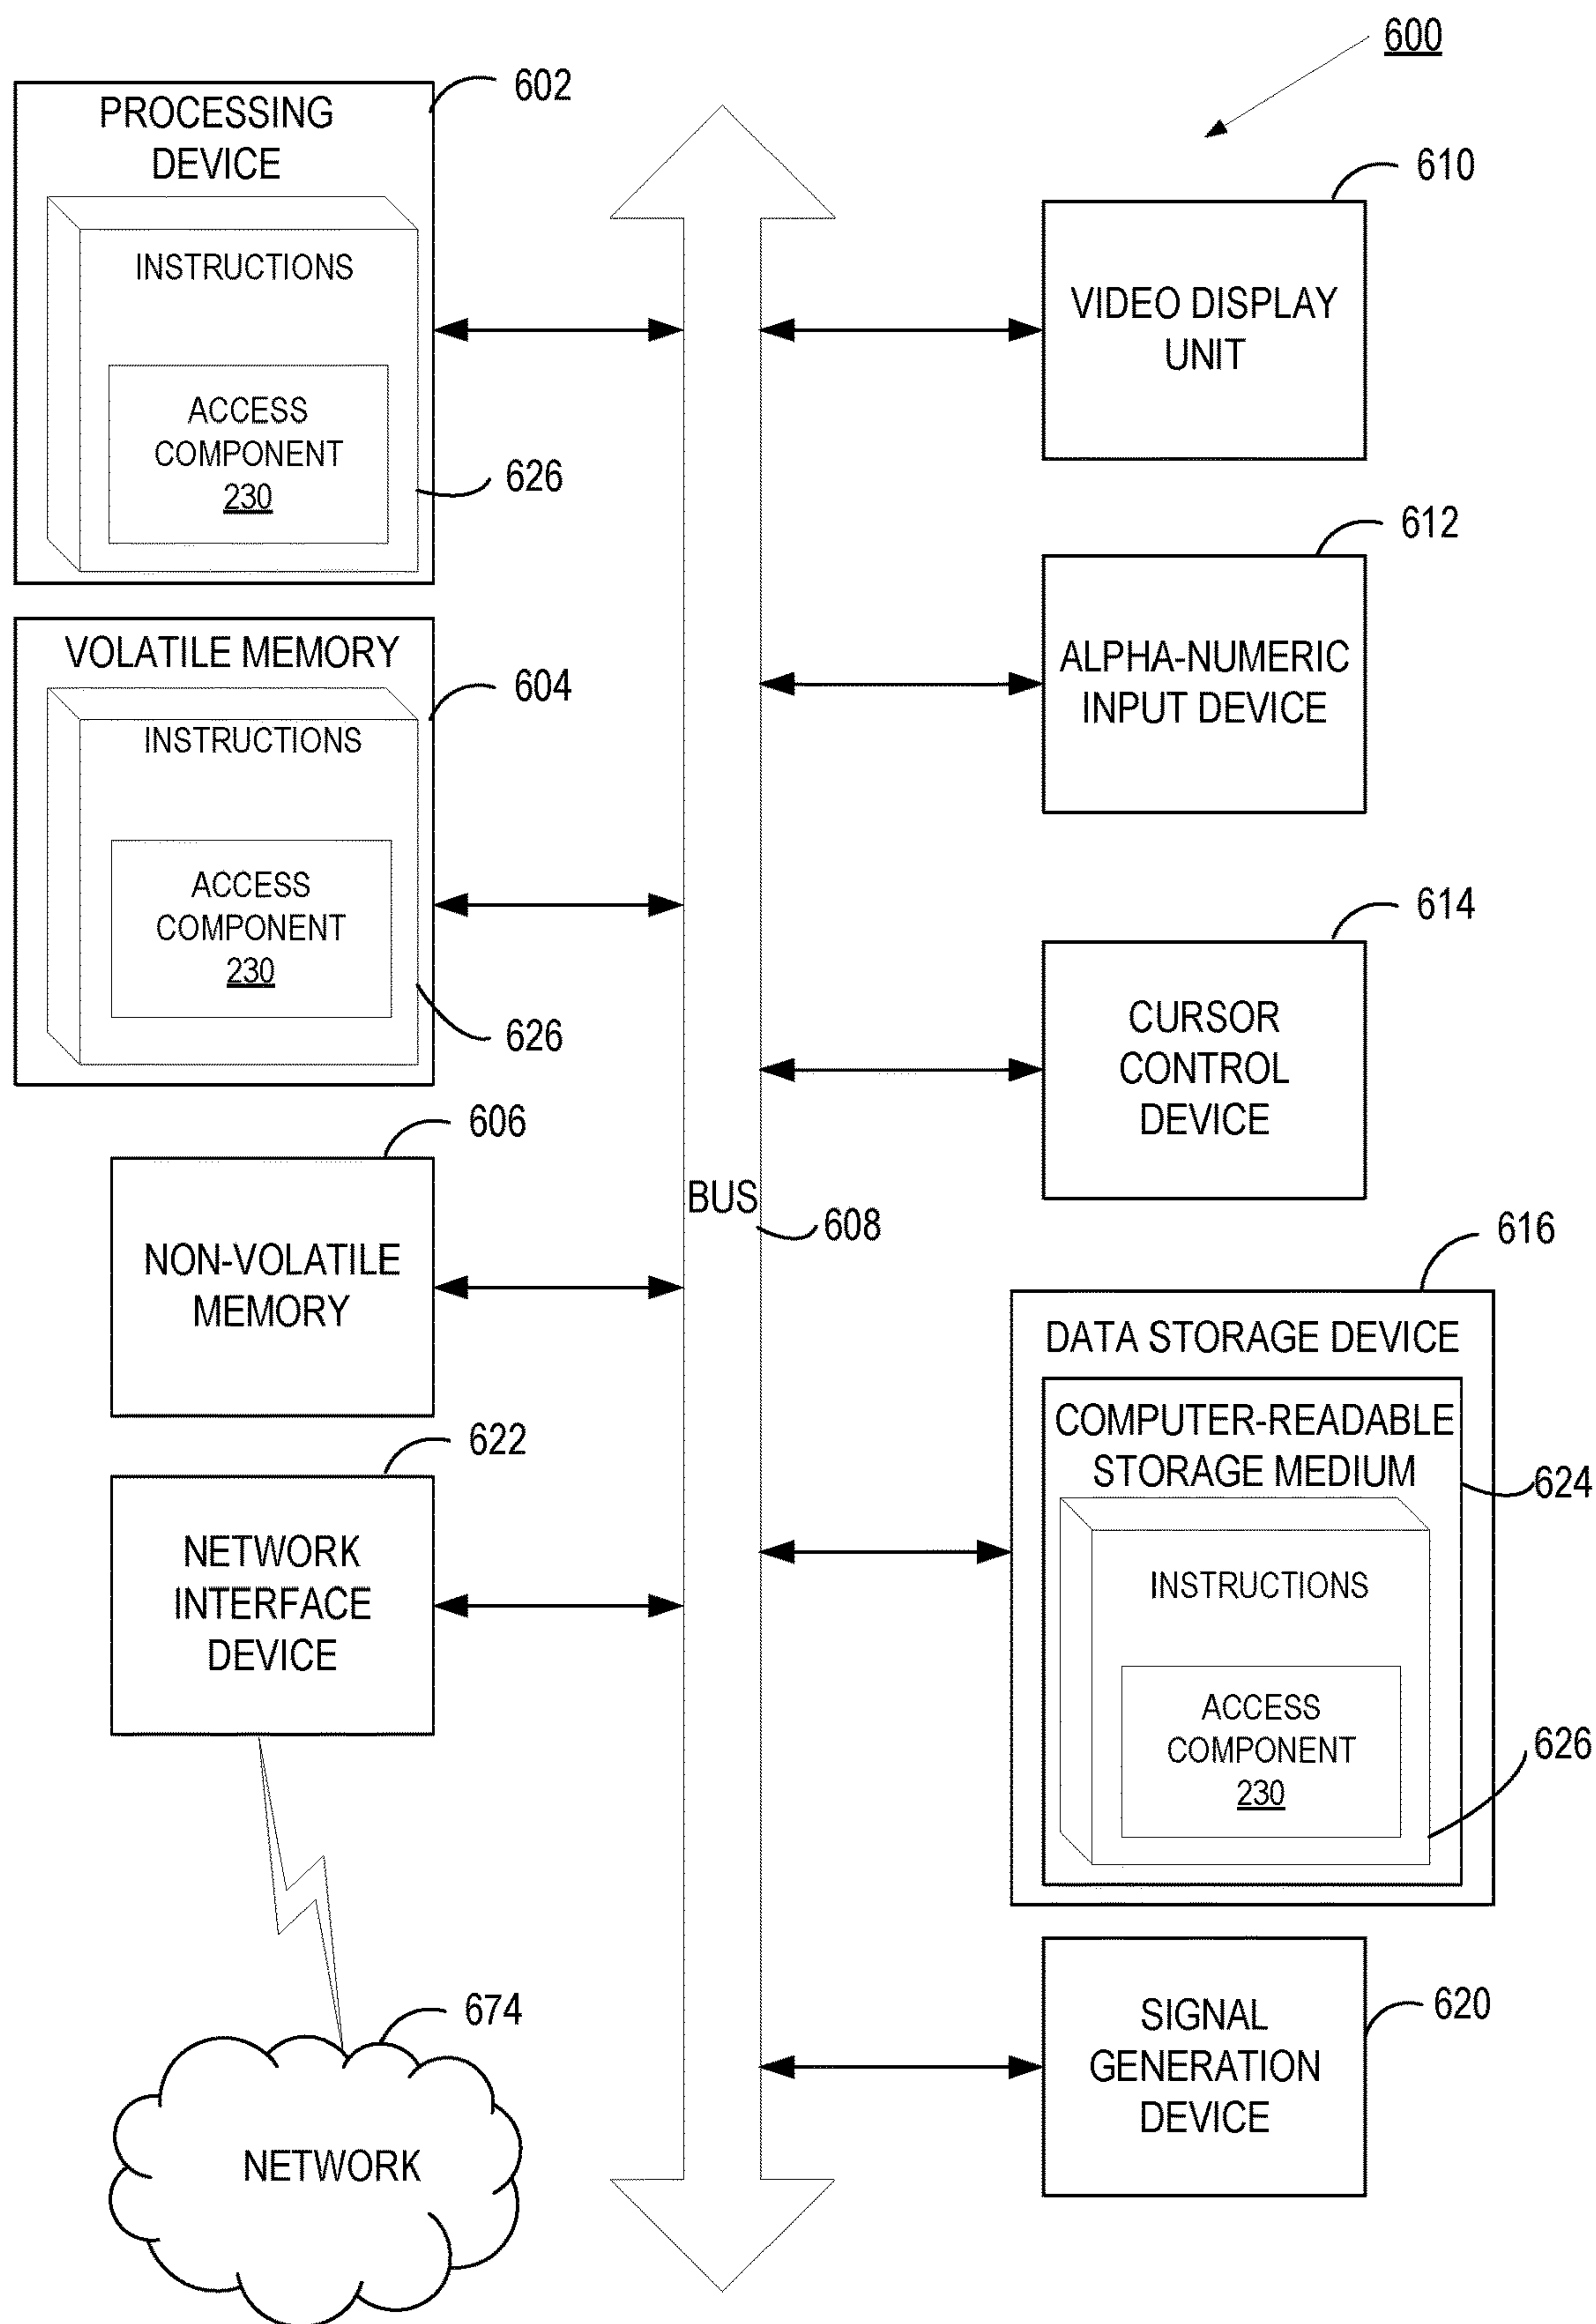 600
602
PROCESSING
DEVICE
INSTRUCTIONS
ACCESS
COMPONENT
230
626
VOLATILE MEMORY
604
INSTRUCTIONS
ACCESS
COMPONENT
230
626
606
NON-VOLATILE
MEMORY
622
NETWORK
INTERFACE
DEVICE
674
NETWORK
BUS
608
610
VIDEO DISPLAY
UNIT
612
ALPHA-NUMERIC
INPUT DEVICE
614
CURSOR
CONTROL
DEVICE
616
DATA STORAGE DEVICE
COMPUTER-READABLE
STORAGE MEDIUM
624
INSTRUCTIONS
ACCESS
COMPONENT
230
626
SIGNAL
GENERATION
DEVICE
620